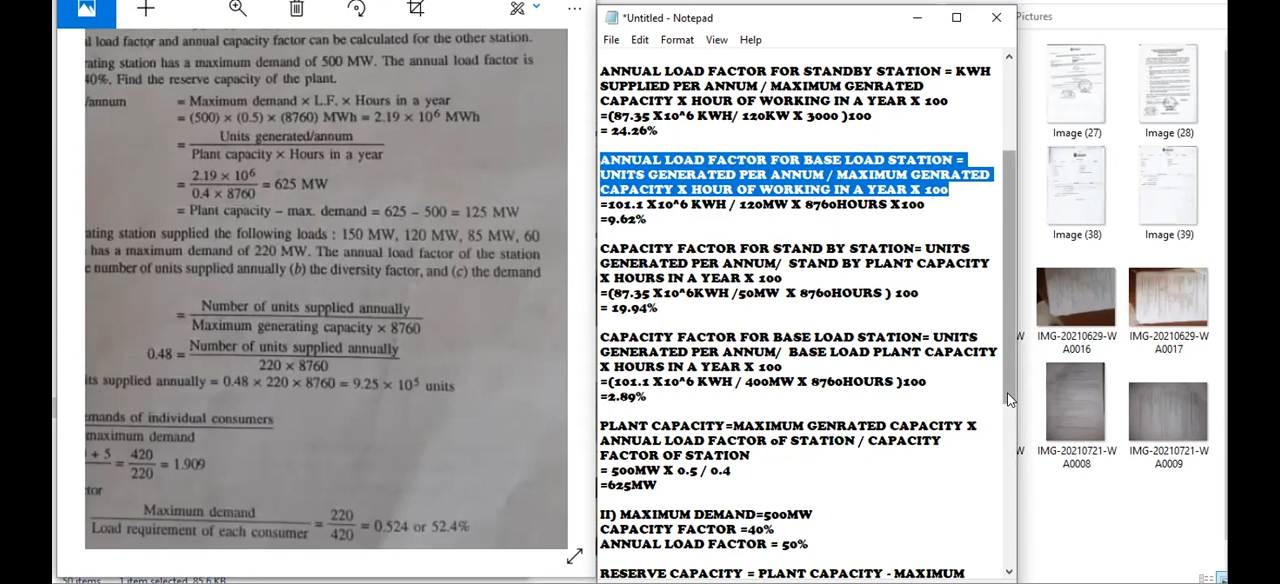 l load factor and annual capacity factor can be calculated for the other station.
rating station has a maximum demand of 500 MW. The annual load factor is
40%. Find the reserve capacity of the plant.
/annum = Maximum demand × L.F. × Hours in a year
= (500) × (0.5) × (8760) MWh = 2.19 × 10⁶ MWh
= Units generated/annum
Plant capacity × Hours in a year
= 2.19 × 10⁶
0.4 × 8760 = 625 MW
= Plant capacity – max. demand = 625 – 500 = 125 MW
ating station supplied the following loads : 150 MW, 120 MW, 85 MW, 60
has a maximum demand of 220 MW. The annual load factor of the station
e number of units supplied annually (b) the diversity factor, and (c) the demand
= Number of units supplied annually
Maximum generating capacity × 8760
0.48 = Number of units supplied annually
220 × 8760
its supplied annually = 0.48 × 220 × 8760 = 9.25 × 10⁵ units
emands of individual consumers
maximum demand
+ 5 = 420
220 = 1.909
tor
Maximum demand
Load requirement of each consumer = 220
420 = 0.524 or 52.4%
50 items 1 item selected 85.6 KB
*Untitled - Notepad
File Edit Format View Help
ANNUAL LOAD FACTOR FOR STANDBY STATION = KWH
SUPPLIED PER ANNUM / MAXIMUM GENRATED
CAPACITY X HOUR OF WORKING IN A YEAR X 100
=(87.35 X10^6 KWH/ 120KW X 3000 )100
= 24.26%
ANNUAL LOAD FACTOR FOR BASE LOAD STATION =
UNITS GENERATED PER ANNUM / MAXIMUM GENRATED
CAPACITY X HOUR OF WORKING IN A YEAR X 100
=101.1 X10^6 KWH / 120MW X 8760HOURS X100
=9.62%
CAPACITY FACTOR FOR STAND BY STATION= UNITS
GENERATED PER ANNUM/ STAND BY PLANT CAPACITY
X HOURS IN A YEAR X 100
=(87.35 X10^6KWH /50MW X 8760HOURS ) 100
= 19.94%
CAPACITY FACTOR FOR BASE LOAD STATION= UNITS
GENERATED PER ANNUM/ BASE LOAD PLANT CAPACITY
X HOURS IN A YEAR X 100
=(101.1 X10^6 KWH / 400MW X 8760HOURS )100
=2.89%
PLANT CAPACITY=MAXIMUM GENRATED CAPACITY X
ANNUAL LOAD FACTOR oF STATION / CAPACITY
FACTOR OF STATION
= 500MW X 0.5 / 0.4
=625MW
II) MAXIMUM DEMAND=500MW
CAPACITY FACTOR =40%
ANNUAL LOAD FACTOR = 50%
RESERVE CAPACITY = PLANT CAPACITY - MAXIMUM
Pictures
Image (27) Image (28)
Image (38) Image (39)
IMG-20210629-W
A0016
IMG-20210629-W
A0017
IMG-20210721-W
A0008
IMG-20210721-W
A0009